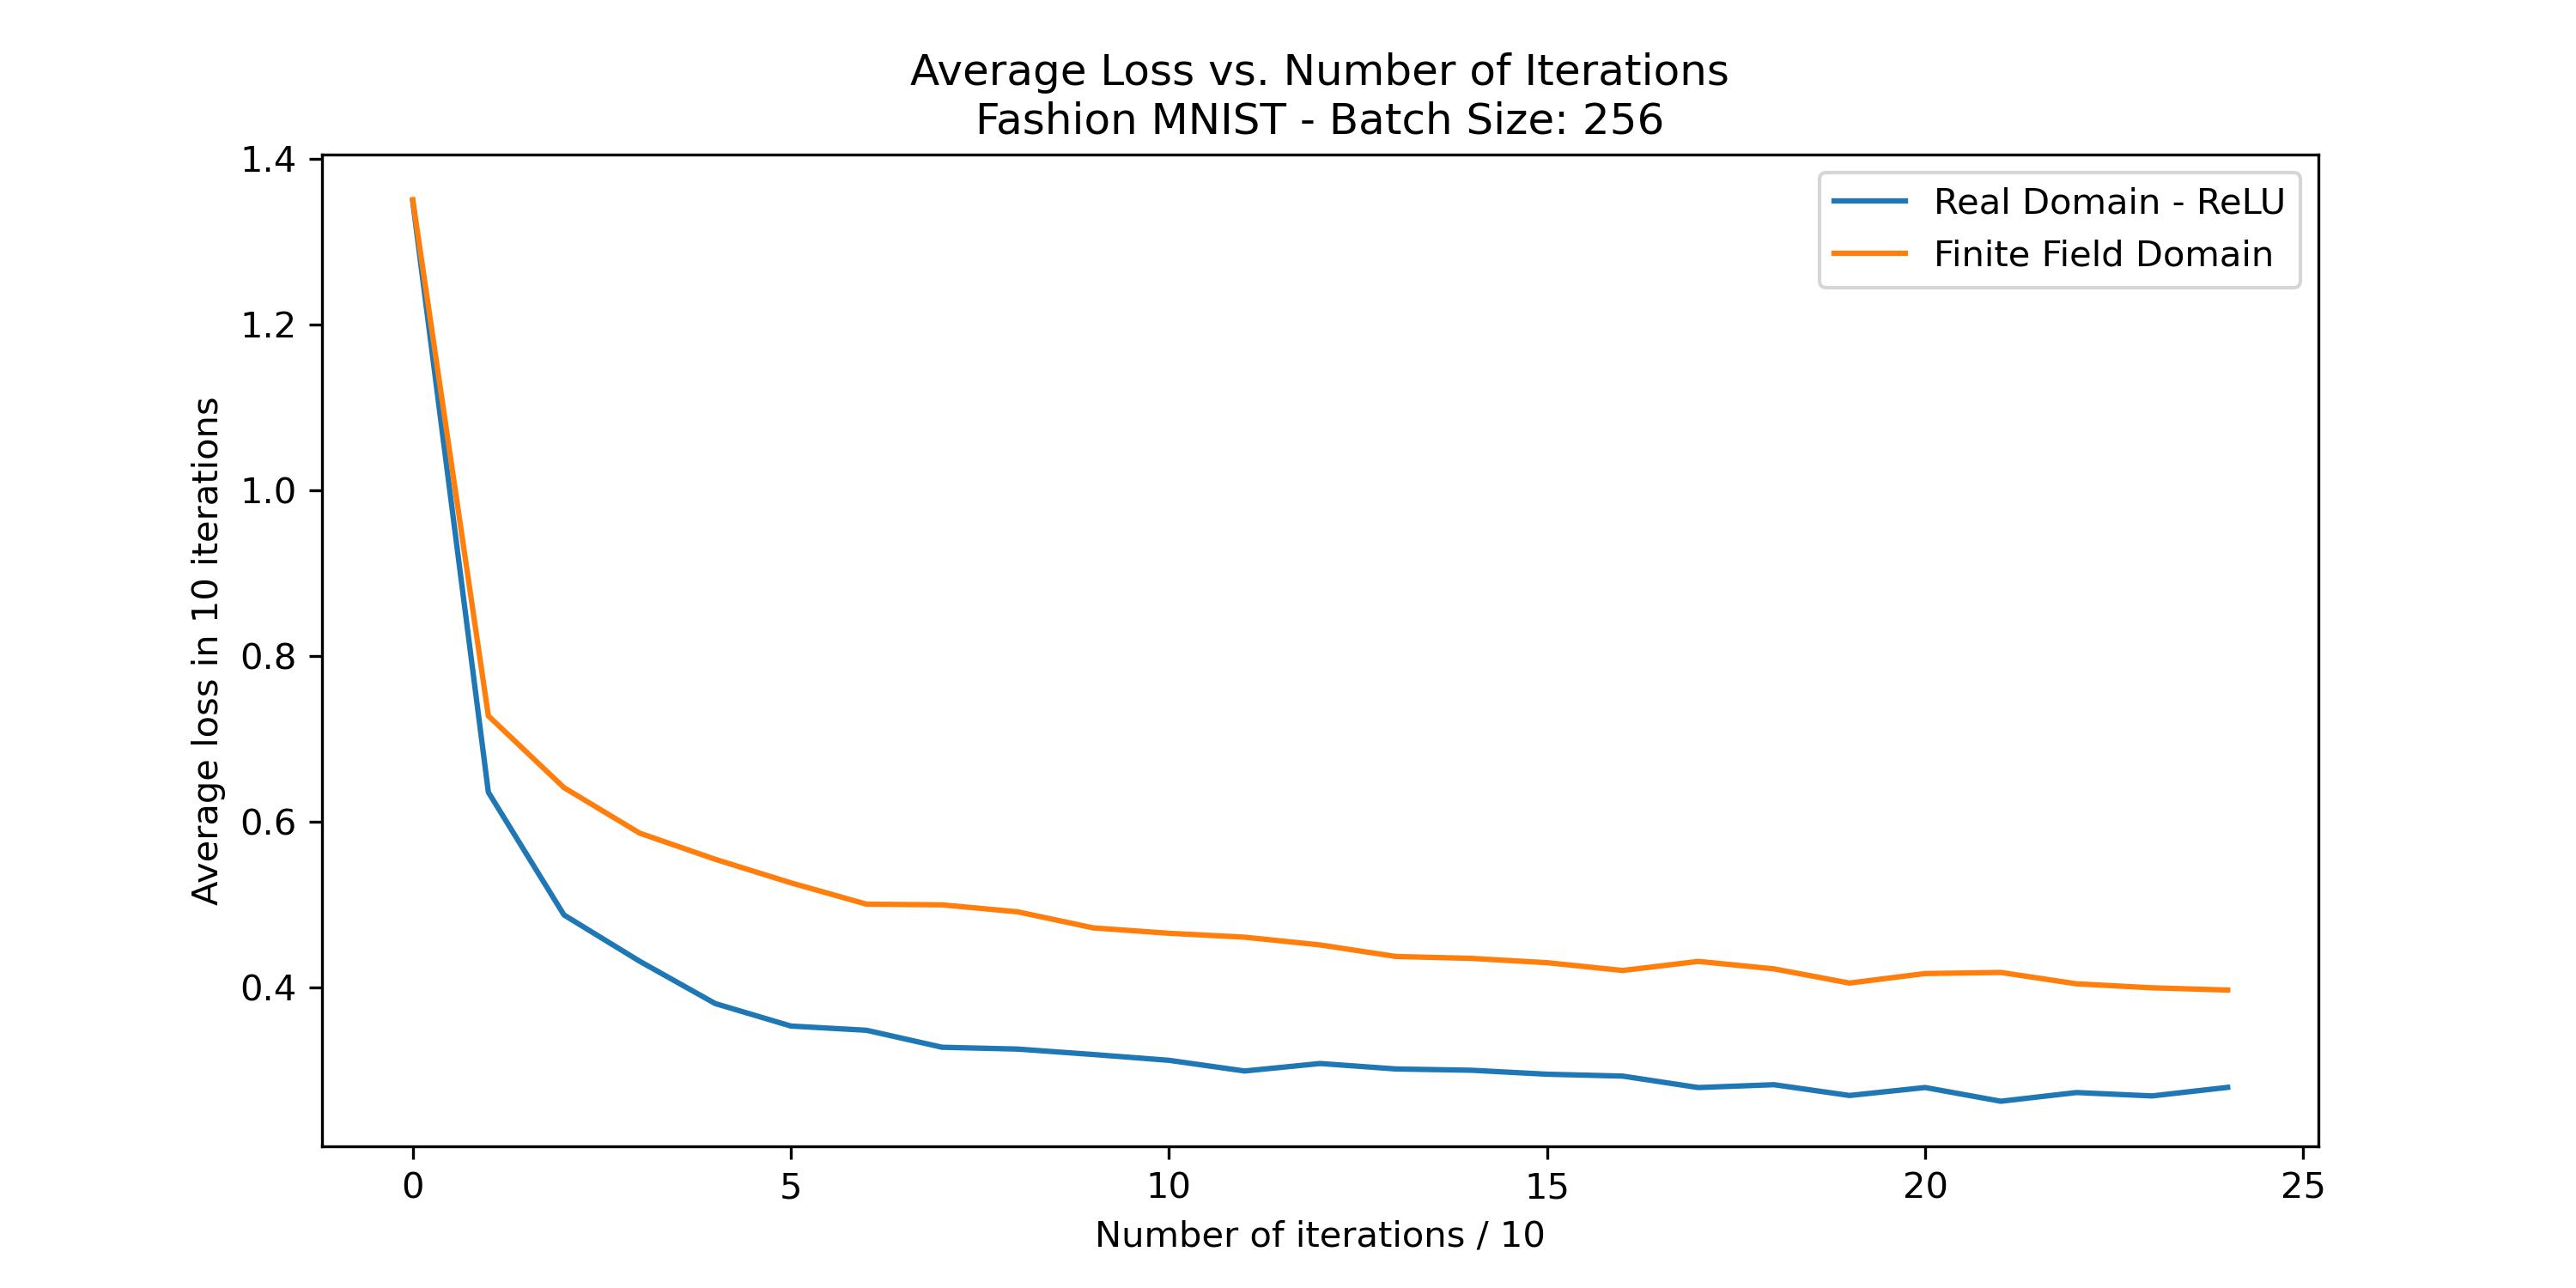 Average Loss vs. Number of Iterations
Fashion MNIST - Batch Size: 256
1.4
1.2
1.0
0.8
0.6
0.4
Average loss in 10 iterations
Real Domain - ReLU
Finite Field Domain
0
5
10
15
20
25
Number of iterations / 10